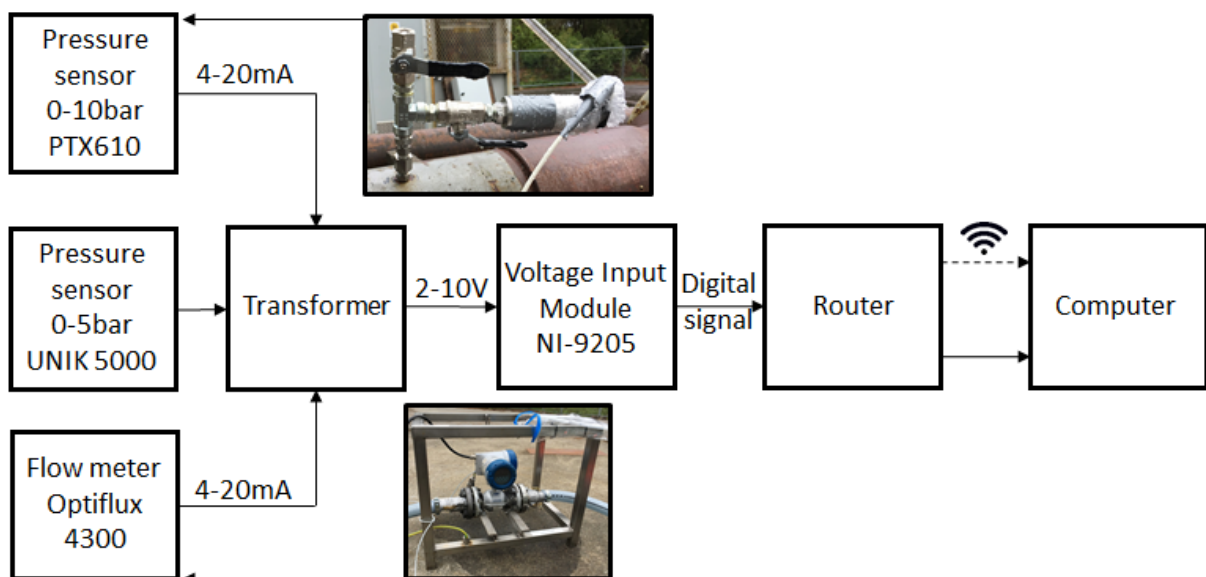 Pressure
sensor
0-10bar
PTX610
4-20mA
Pressure
sensor
0-5bar
UNIK 5000
Transformer
2-10V
Voltage Input
Module
NI-9205
Digital
signal
Router
Computer
Flow meter
Optiflux
4300
4-20mA